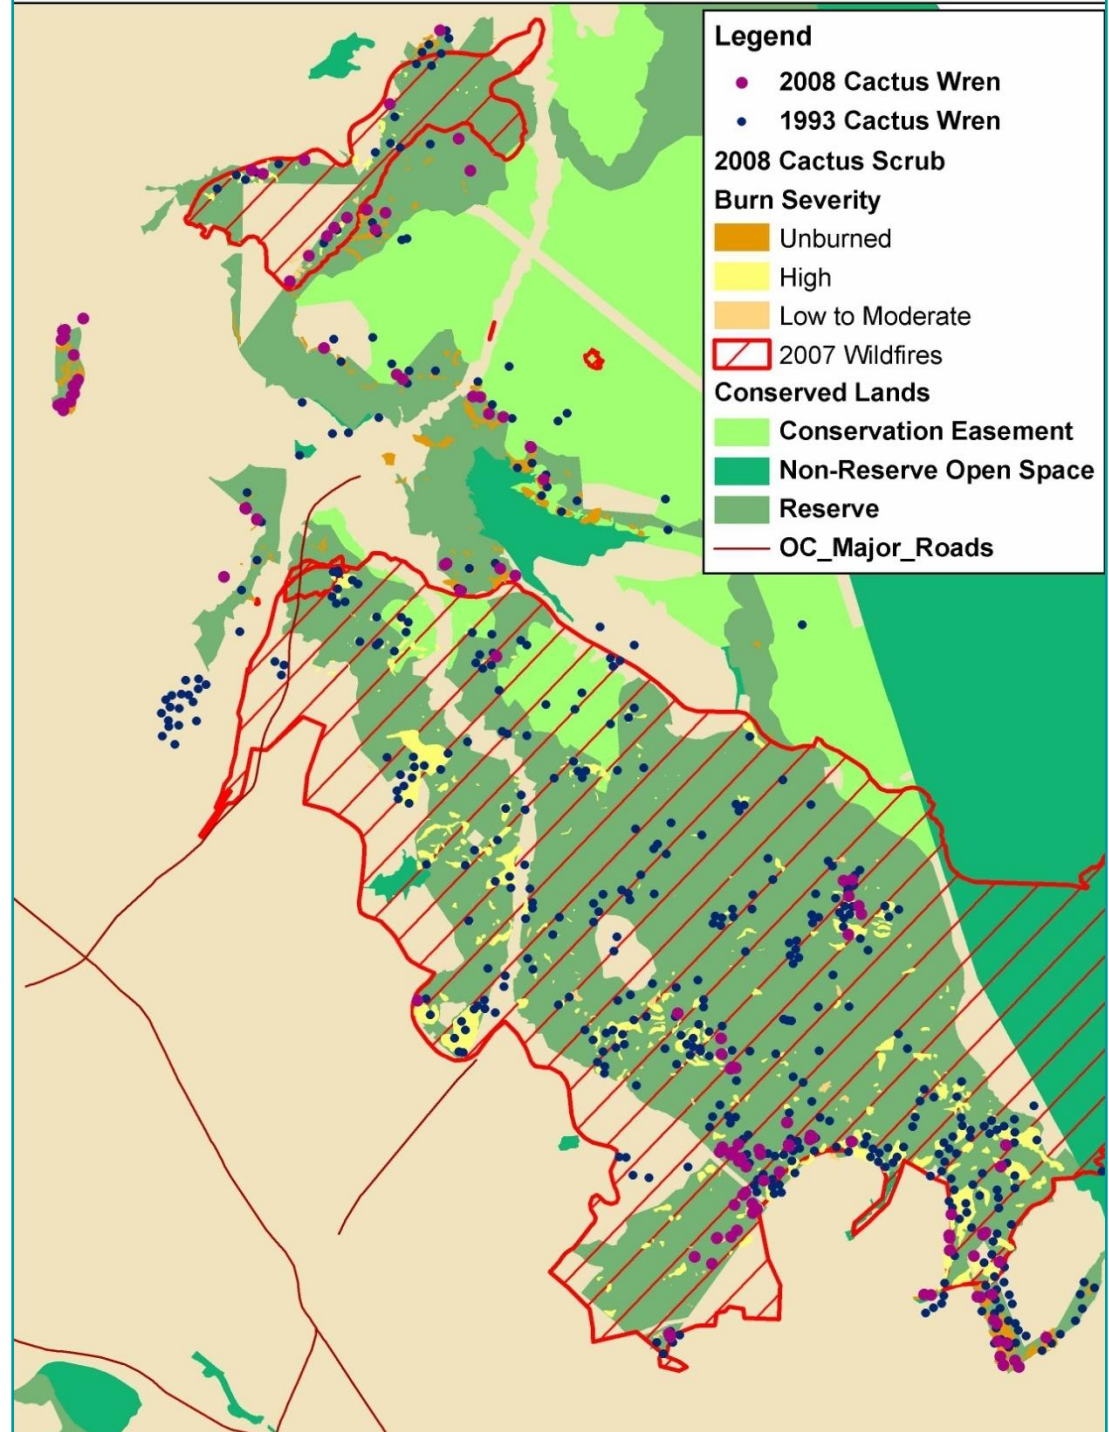 Legend
2008 Cactus Wren
1993 Cactus Wren
2008 Cactus Scrub
Burn Severity
Unburned
High
Low to Moderate
2007 Wildfires
Conserved Lands
Conservation Easement
Non-Reserve Open Space
Reserve
OC_Major_Roads